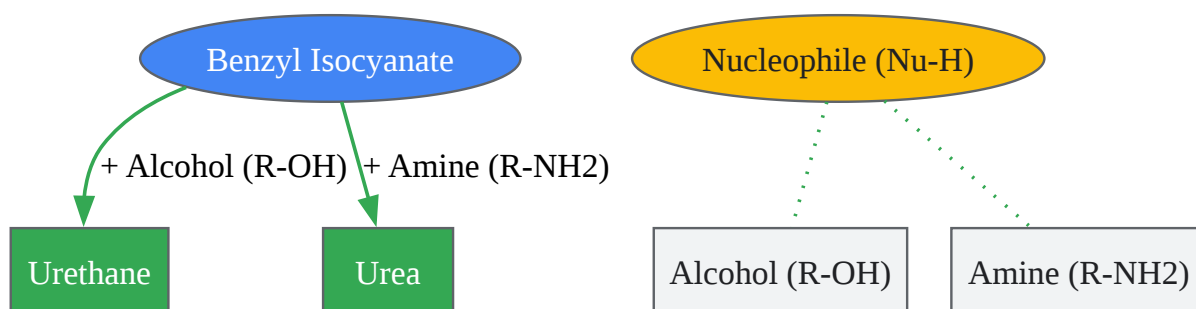 Benzyl Isocyanate
Nucleophile (Nu-H)
+ Alcohol (R-OH)
+ Amine (R-NH2)
Urethane
Urea
Alcohol (R-OH)
Amine (R-NH2)